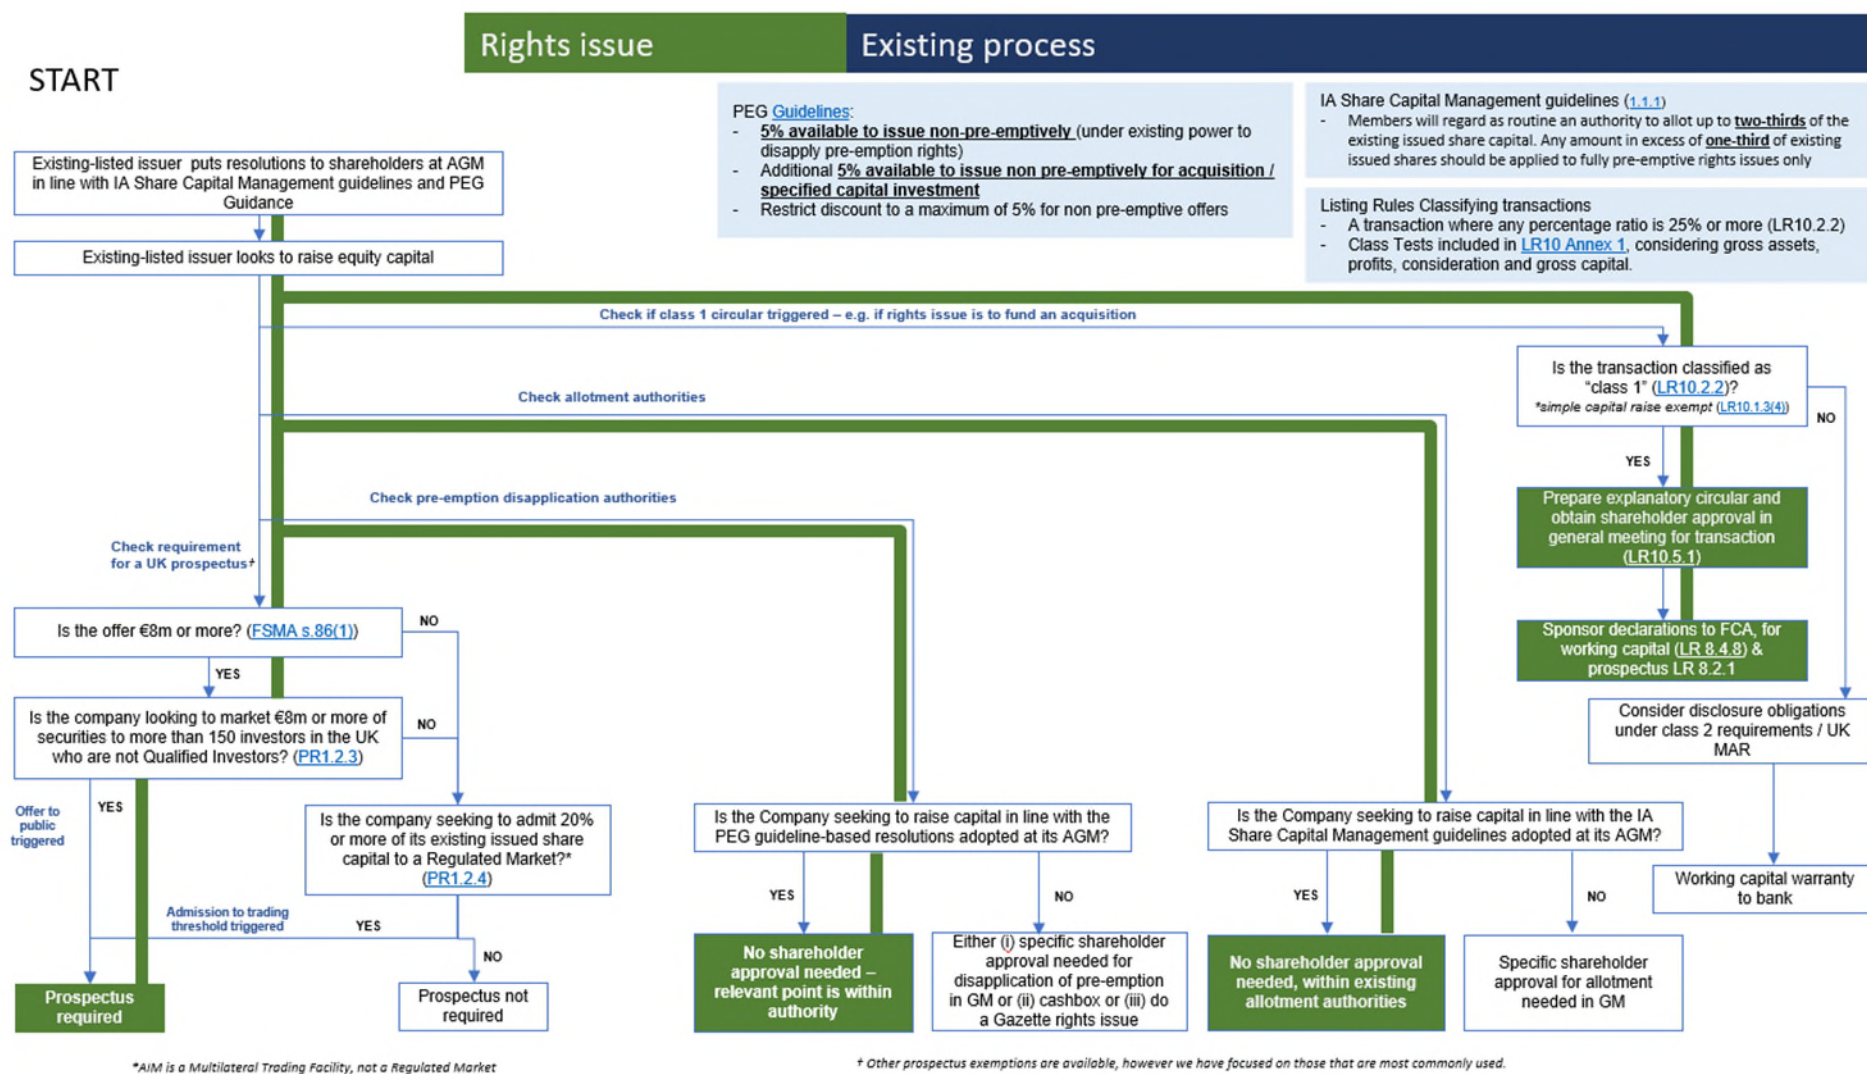 Rights issue
Existing process
START
PEG Guidelines:
- 5% available to issue non-pre-emptively (under existing power to
disapply pre-emption rights)
- Additional 5% available to issue non pre-emptively for acquisition /
specified capital investment
- Restrict discount to a maximum of 5% for non pre-emptive offers
IA Share Capital Management guidelines (1.1.1)
- Members will regard as routine an authority to allot up to two-thirds of the
existing issued share capital. Any amount in excess of one-third of existing
issued shares should be applied to fully pre-emptive rights issues only
Listing Rules Classifying transactions
- A transaction where any percentage ratio is 25% or more (LR10.2.2)
- Class Tests included in LR10 Annex 1, considering gross assets,
profits, consideration and gross capital.
Existing-listed issuer puts resolutions to shareholders at AGM
in line with IA Share Capital Management guidelines and PEG
Guidance
Existing-listed issuer looks to raise equity capital
Check if class 1 circular triggered – e.g. if rights issue is to fund an acquisition
Is the transaction classified as
“class 1” (LR10.2.2)?
*simple capital raise exempt (LR10.1.3(4))
NO
YES
Check allotment authorities
Check pre-emption disapplication authorities
Prepare explanatory circular and
obtain shareholder approval in
general meeting for transaction
(LR10.5.1)
Check requirement
for a UK prospectus†
Is the offer €8m or more? (FSMA s.86(1))
NO
YES
Sponsor declarations to FCA, for
working capital (LR 8.4.8) &
prospectus LR 8.2.1
Is the company looking to market €8m or more of
securities to more than 150 investors in the UK
who are not Qualified Investors? (PR1.2.3)
NO
Consider disclosure obligations
under class 2 requirements / UK
MAR
Offer to
public
triggered
YES
Is the company seeking to admit 20%
or more of its existing issued share
capital to a Regulated Market?*
(PR1.2.4)
Is the Company seeking to raise capital in line with the
PEG guideline-based resolutions adopted at its AGM?
Is the Company seeking to raise capital in line with the IA
Share Capital Management guidelines adopted at its AGM?
Working capital warranty
to bank
YES
NO
YES
NO
Admission to trading
threshold triggered
YES
NO
Prospectus
required
Prospectus not
required
No shareholder
approval needed –
relevant point is within
authority
Either (i) specific shareholder
approval needed for
disapplication of pre-emption
in GM or (ii) cashbox or (iii) do
a Gazette rights issue
No shareholder approval
needed, within existing
allotment authorities
Specific shareholder
approval for allotment
needed in GM
*AIM is a Multilateral Trading Facility, not a Regulated Market
† Other prospectus exemptions are available, however we have focused on those that are most commonly used.